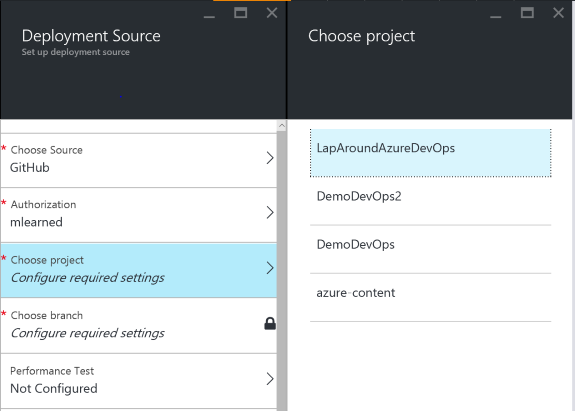 Deployment Source
Set up deployment source
* Choose Source
GitHub
* Authorization
mlearned
* Choose project
Configure required settings
* Choose branch
Configure required settings
Performance Test
Not Configured
Choose project
LapAroundAzureDevOps
DemoDevOps2
DemoDevOps
azure-content